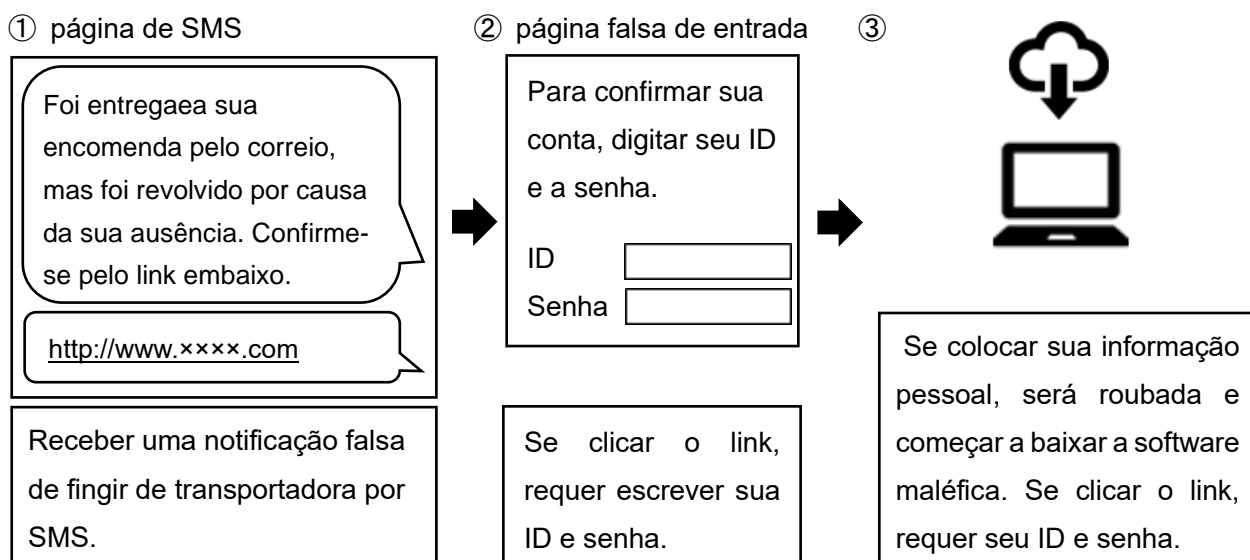 ① página de SMS
Foi entregaea sua
encomenda pelo correio,
mas foi revolvido por causa
da sua ausência. Confirme-
se pelo link embaixo.
http://www.××××.com
Receber uma notificação falsa
de fingir de transportadora por
SMS.
② página falsa de entrada
Para confirmar sua
conta, digitar seu ID
e a senha.
ID
Senha
Se clicar o link,
requer escrever sua
ID e senha.
③
Se colocar sua informação
pessoal, será roubada e
começar a baixar a software
maléfica. Se clicar o link,
requer seu ID e senha.